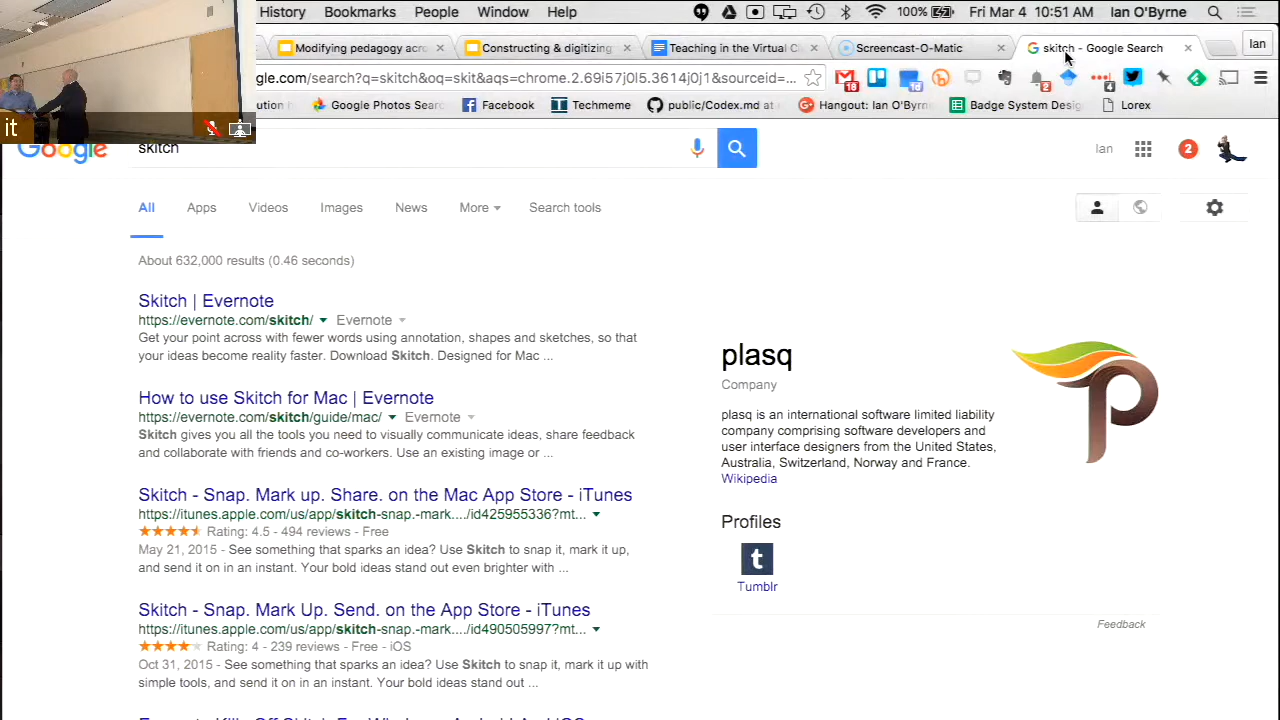 History Bookmarks People Window Help 100% Fri Mar 4 10:51 AM Ian O'Byrne
Modifying pedagogy acr Constructing & digitizing Teaching in the Virtual Cl Screencast-O-Matic skitch - Google Search Ian
gle.com/search?q=skitch&oq=skit&aqs=chrome.2.69i57j0l5.3614j0j1&sourceid=... 18 1d 2 4
ution b Google Photos Sear Facebook Techmeme public/Codex.md at Hangout: Ian O'Byrn Badge System Desig Lorex
it
Google skitch Ian 2
All Apps Videos Images News More Search tools
About 632,000 results (0.46 seconds)
Skitch | Evernote
https://evernote.com/skitch/ Evernote
Get your point across with fewer words using annotation, shapes and sketches, so that
your ideas become reality faster. Download Skitch. Designed for Mac ...
How to use Skitch for Mac | Evernote
https://evernote.com/skitch/guide/mac/ Evernote
Skitch gives you all the tools you need to visually communicate ideas, share feedback
and collaborate with friends and co-workers. Use an existing image or ...
Skitch - Snap. Mark up. Share. on the Mac App Store - iTunes
https://itunes.apple.com/us/app/skitch-snap.-mark..../id425955336?mt...
Rating: 4.5 - 494 reviews - Free
May 21, 2015 - See something that sparks an idea? Use Skitch to snap it, mark it up,
and send it on in an instant. Your bold ideas stand out even brighter with ...
Skitch - Snap. Mark Up. Send. on the App Store - iTunes
https://itunes.apple.com/us/app/skitch-snap.-mark..../id490505997?mt...
Rating: 4 - 239 reviews - Free - iOS
Oct 31, 2015 - See something that sparks an idea? Use Skitch to snap it, mark it up with
simple tools, and send it on in an instant. Your bold ideas stand out ...
plasq
Company
plasq is an international software limited liability
company comprising software developers and
user interface designers from the United States,
Australia, Switzerland, Norway and France.
Wikipedia
Profiles
t
Tumblr
Feedback